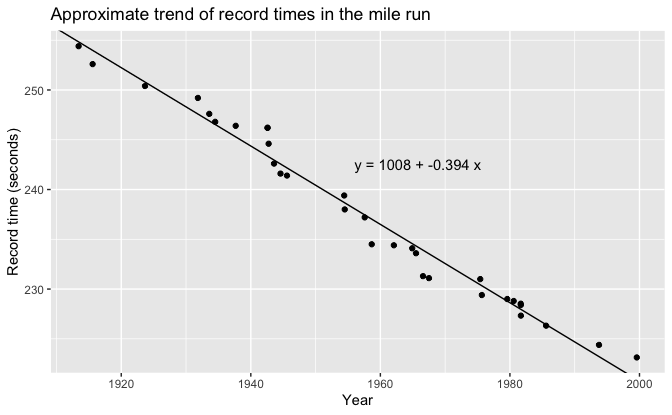 Approximate trend of record times in the mile run
250
240
230
Record time (seconds)
y = 1008 + -0.394 x
1920
1940
1960
1980
2000
Year